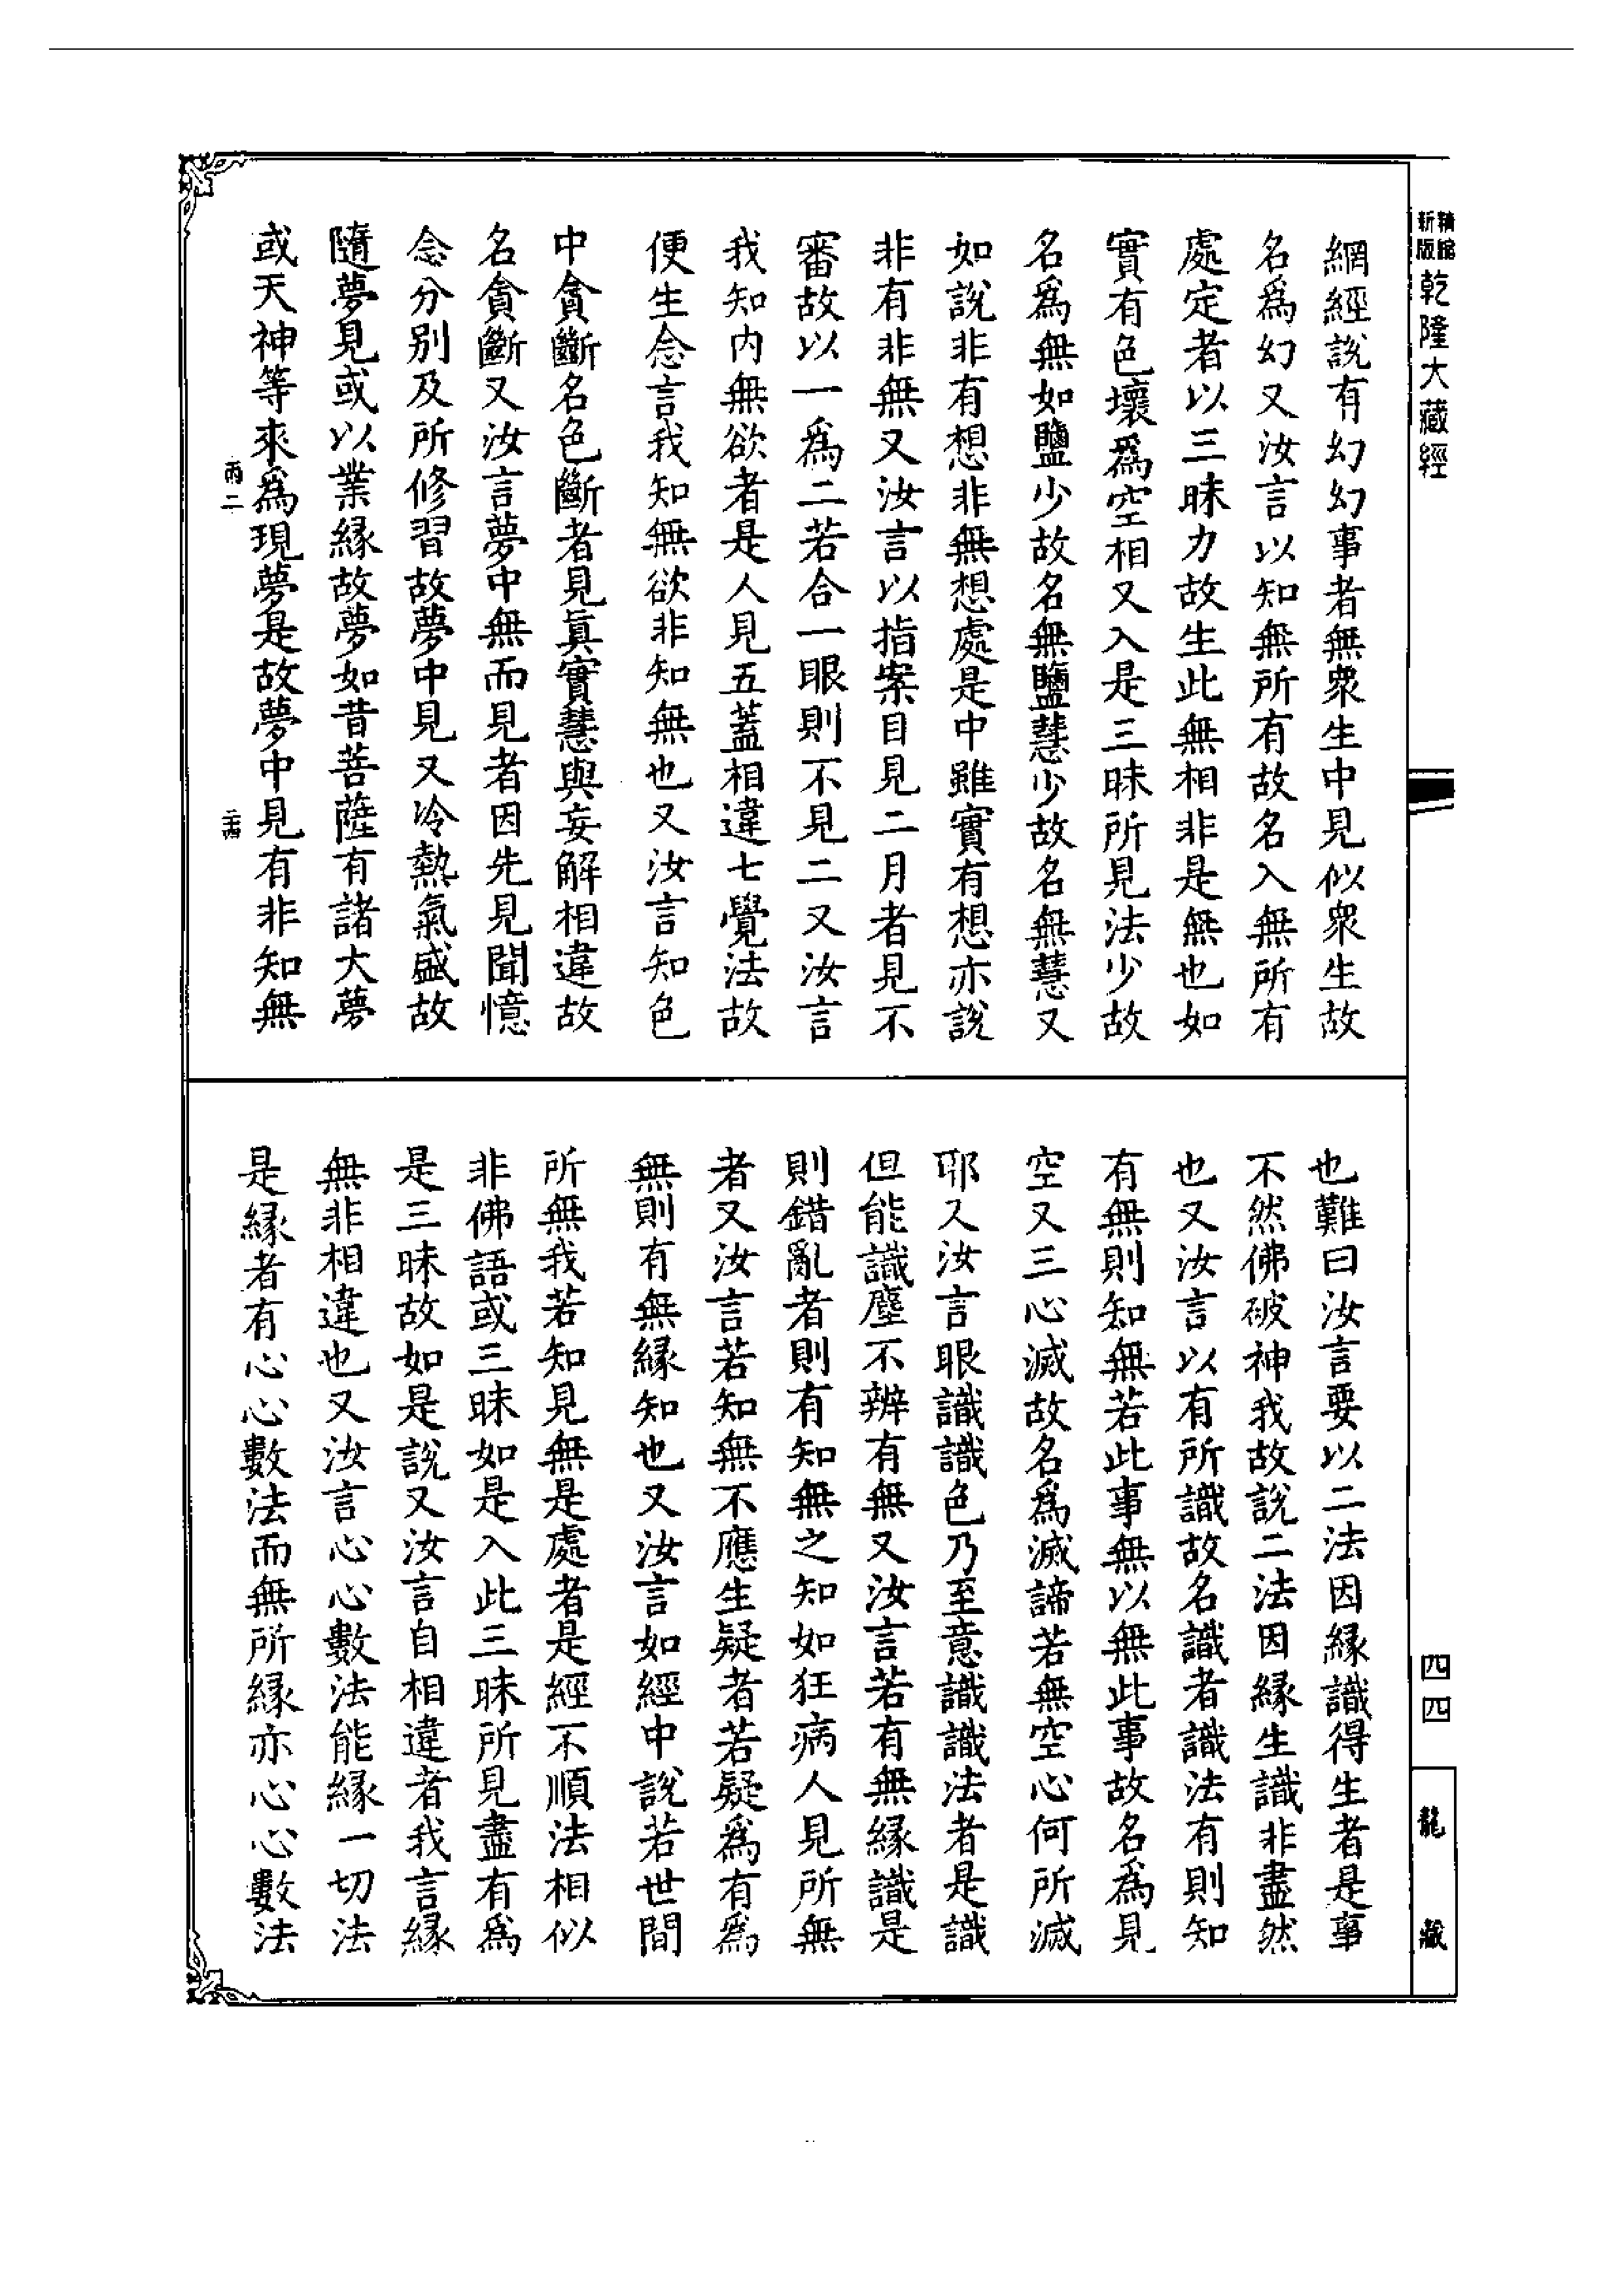 新版
精縮
乾隆大藏經
網經說有幻幻事者無衆生中見似衆生故
名爲幻又汝言以知無所有故名入無所有
處定者以三昧力故生此無相非是無也如
實有色壞爲空相又入是三昧所見法少故
名爲無如鹽少故名無鹽慧少故名無慧又
如說非有想非無想處是中雖實有想亦說
非有非無又汝言以指案目見二月者見不
審故以一爲二若合一眼則不見二又汝言
我知內無欲者是人見五蓋相違七覺法故
便生念言我知無欲非知無也又汝言知色
中貪斷名色斷者見真實慧與妄解相違故
名貪斷又汝言夢中無而見者因先見聞憶
念分別及所修習故夢中見又冷熱氣盛故
隨夢見或以業緣故夢如昔菩薩有諸大夢
或天神等來爲現夢是故夢中見有非知無
雨二
二十四
也難曰汝言要以二法因緣識得生者是事
不然佛破神我故說二法因緣生識非盡然
也又汝言以有所識故名識者識法有則知
有無則知無若此事無以無此事故名爲見
空又三心滅故名爲滅諦若無空心何所滅
耶又汝言眼識識色乃至意識識法者是識
但能識塵不辨有無又汝言若有無緣識是
則錯亂者則有知無之知如狂病人見所無
者又汝言若知無不應生疑者若疑爲有爲
無則有無緣知也又汝言如經中說若世間
所無我若知見無是處者是經不順法相似
非佛語或三昧如是入此三昧所見盡有爲
是三昧故如是說又汝言自相違者我言緣
無非相違也又汝言心心數法能緣一切法
是緣者有心心數法而無所緣亦心心數法
四四
龍藏